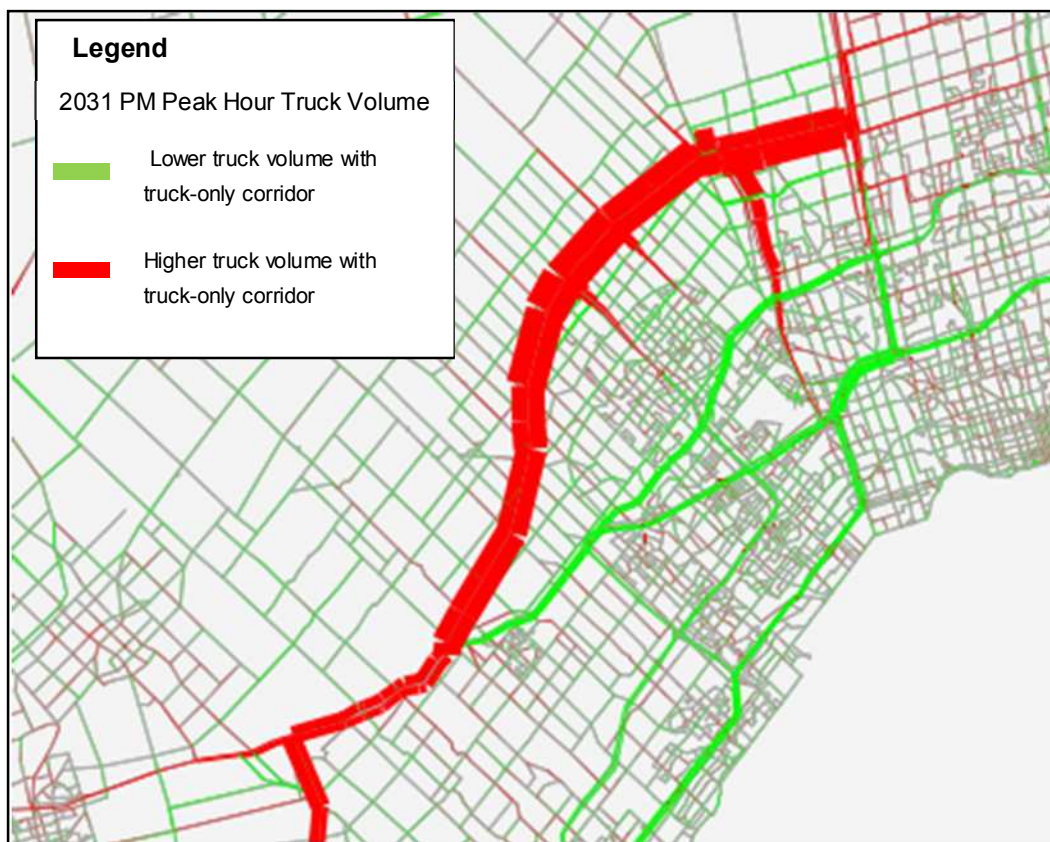 Legend
2031 PM Peak Hour Truck Volume
Lower truck volume with
truck-only corridor
Higher truck volume with
truck-only corridor